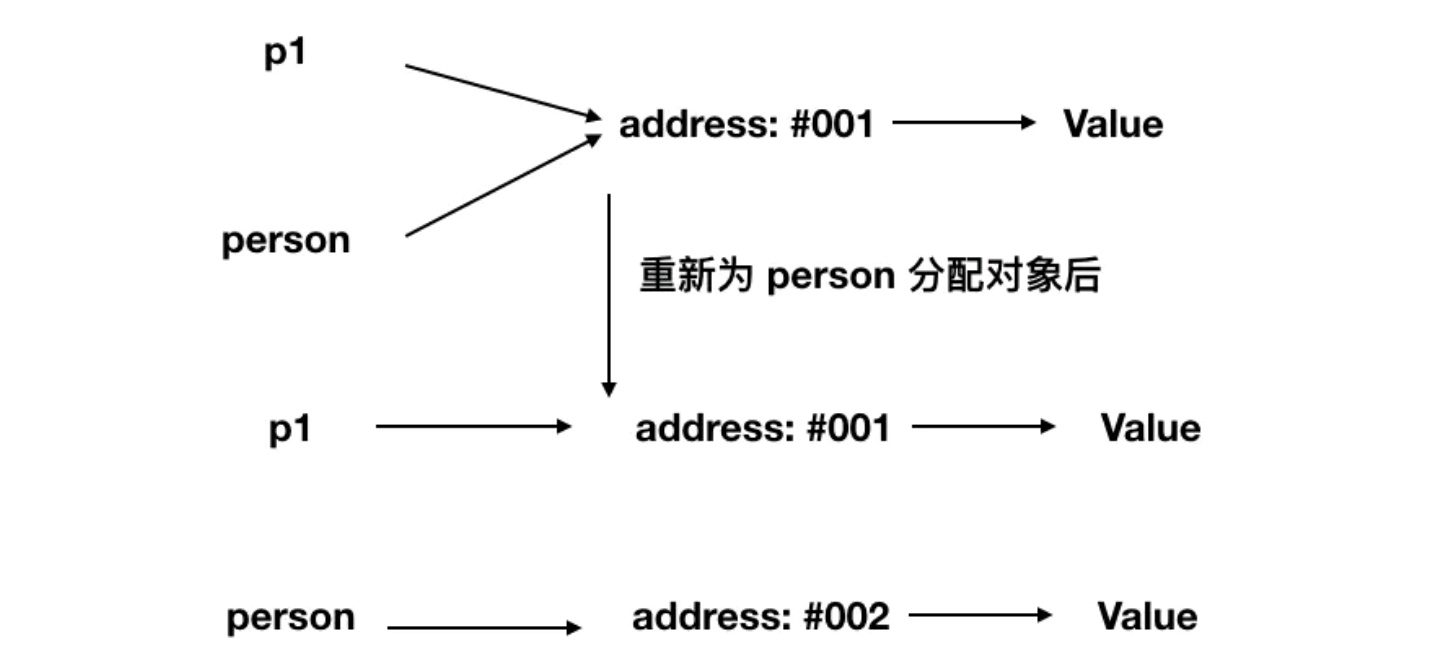 p1
address: #001
Value
person
重新为 person 分配对象后
p1
address: #001
Value
person
address: #002
Value